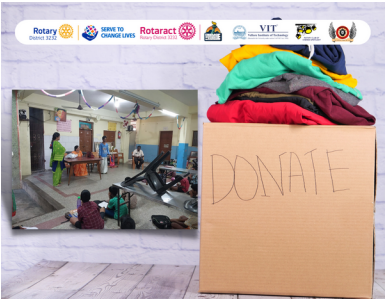 Rotary
District 3232
SERVE TO
CHANGE LIVES
Rotaract
Rotary District 3232
VIT
Vellore Institute of Technology
DONATE